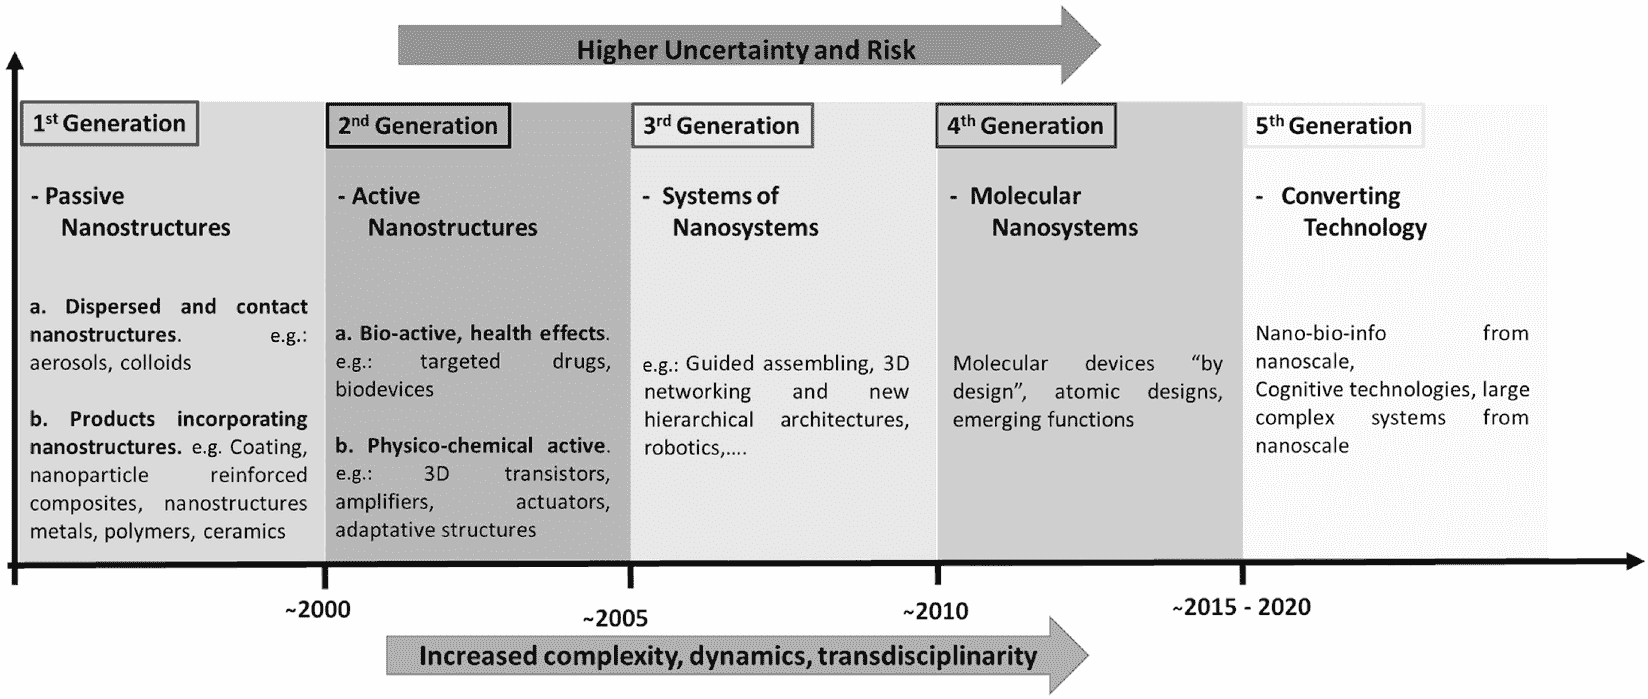 Higher Uncertainty and Risk
1st Generation
- Passive
Nanostructures
a. Dispersed and contact
nanostructures. e.g.:
aerosols, colloids
b. Products incorporating
nanostructures. e.g. Coating,
nanoparticle reinforced
composites, nanostructures
metals, polymers, ceramics
2nd Generation
- Active
Nanostructures
a. Bio-active, health effects.
e.g.: targeted drugs,
biodevices
b. Physico-chemical active.
e.g.: 3D transistors,
amplifiers, actuators,
adaptative structures
3rd Generation
- Systems of
Nanosystems
e.g.: Guided assembling, 3D
networking and new
hierarchical architectures,
robotics,....
4th Generation
- Molecular
Nanosystems
Molecular devices “by
design”, atomic designs,
emerging functions
5th Generation
- Converting
Technology
Nano-bio-info from
nanoscale,
Cognitive technologies, large
complex systems from
nanoscale
~2000
~2005
~2010
~2015 - 2020
Increased complexity, dynamics, transdisciplinarity